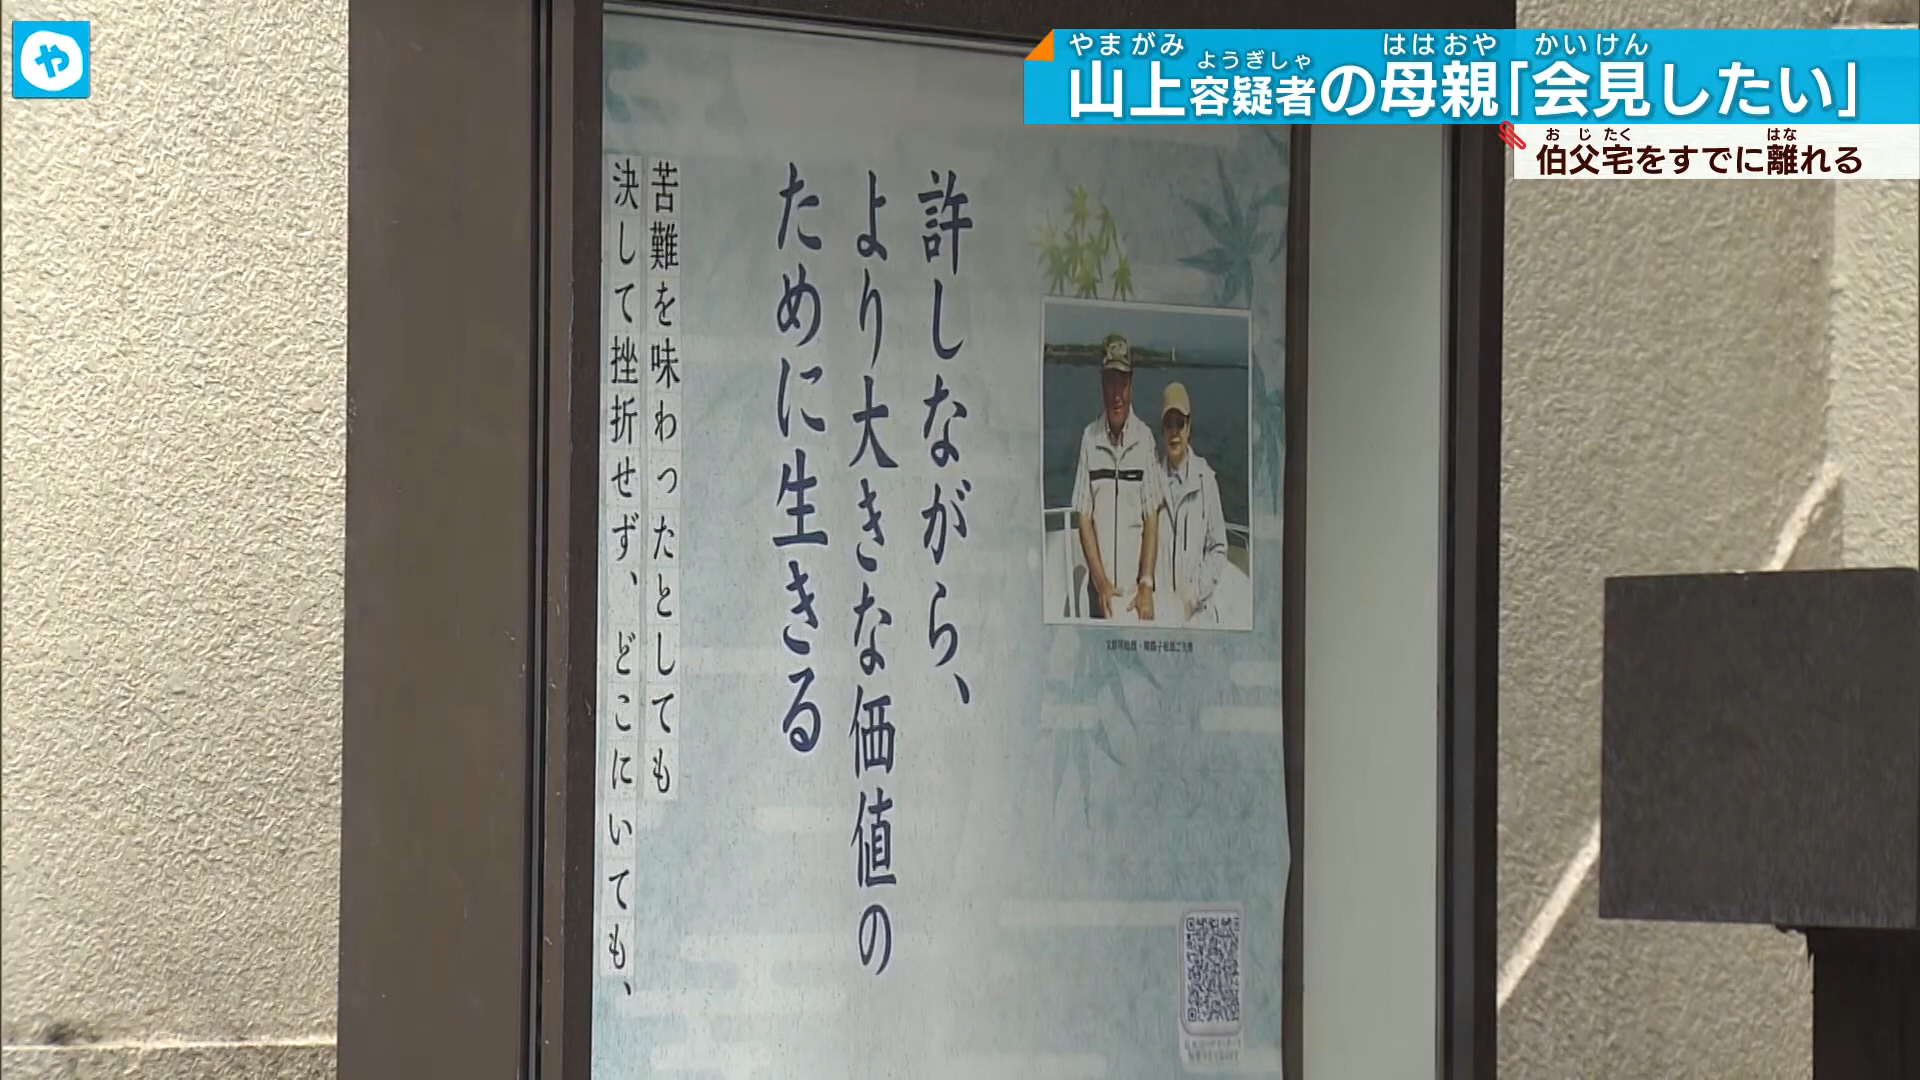 や
やまがみ ようぎしゃ ははおや かいけん
山上容疑者の母親「会見したい」
おじたく はな
伯父宅をすでに離れる
許しながら、
より大きな価値の
ために生きる
苦難を味わったとしても
決して挫折せず、どこにいても、